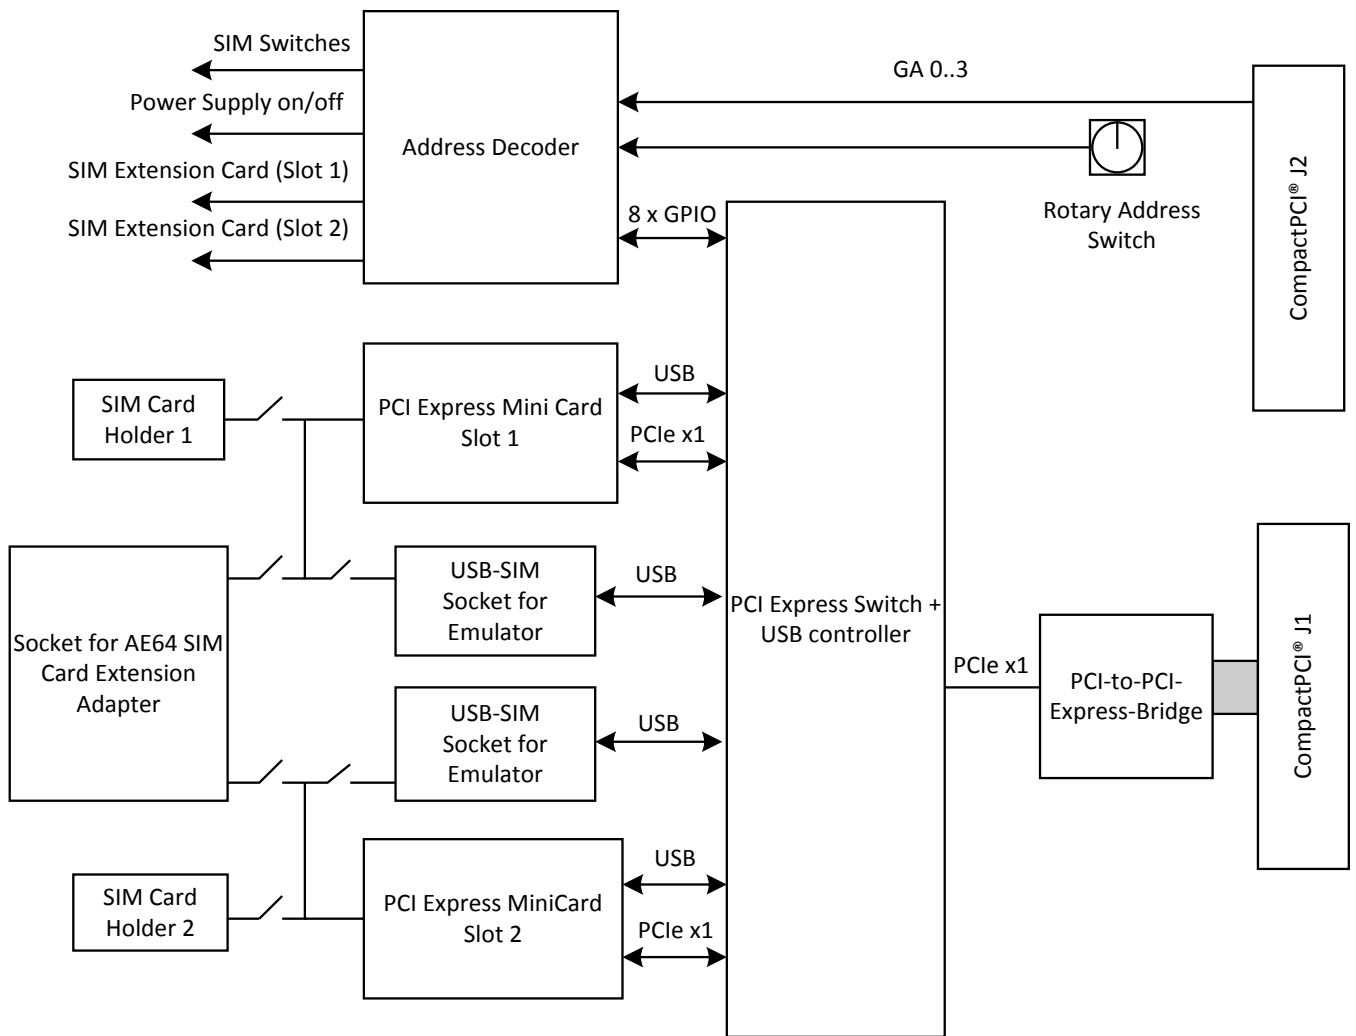 SIM Switches
Power Supply on/off
SIM Extension Card (Slot 1)
SIM Extension Card (Slot 2)
Address Decoder
GA 0..3
Rotary Address
Switch
CompactPCI® J2
8 x GPIO
SIM Card
Holder 1
PCI Express Mini Card
Slot 1
USB
PCIe x1
Socket for AE64 SIM
Card Extension
Adapter
USB-SIM
Socket for
Emulator
USB
USB-SIM
Socket for
Emulator
USB
PCI Express Switch +
USB controller
PCIe x1
PCI-to-PCI-
Express-Bridge
CompactPCI® J1
SIM Card
Holder 2
PCI Express MiniCard
Slot 2
USB
PCIe x1